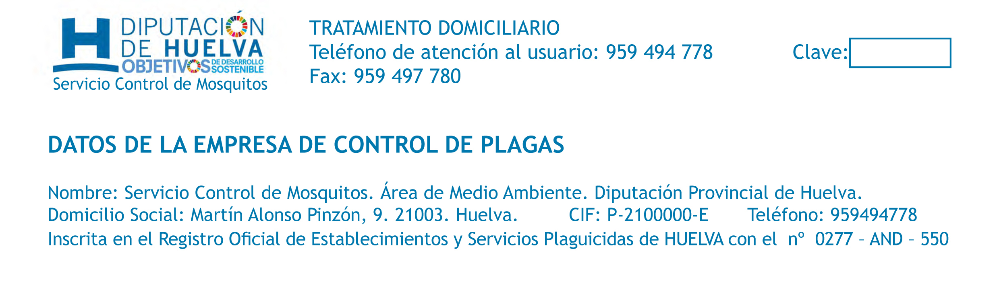 DIPUTACIÓN
DE HUELVA
OBJETIVOS DE DESARROLLO SOSTENIBLE
Servicio Control de Mosquitos
TRATAMIENTO DOMICILIARIO
Teléfono de atención al usuario: 959 494 778
Fax: 959 497 780
Clave:
DATOS DE LA EMPRESA DE CONTROL DE PLAGAS
Nombre: Servicio Control de Mosquitos. Área de Medio Ambiente. Diputación Provincial de Huelva.
Domicilio Social: Martín Alonso Pinzón, 9. 21003. Huelva. CIF: P-2100000-E Teléfono: 959494778
Inscrita en el Registro Oficial de Establecimientos y Servicios Plaguicidas de HUELVA con el nº 0277 – AND – 550